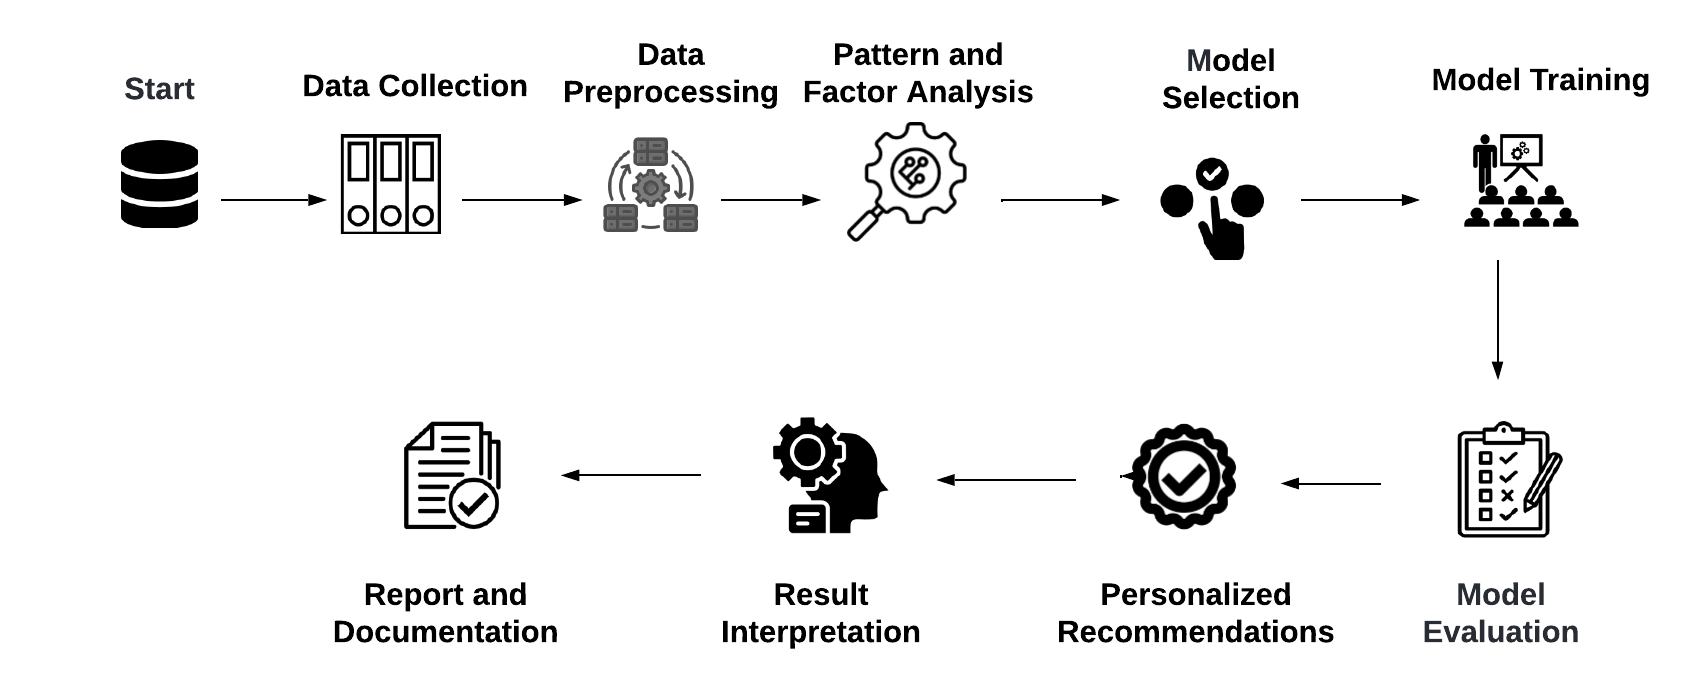 Start
Data Collection
Data
Preprocessing
Pattern and
Factor Analysis
Model
Selection
Model Training
Report and
Documentation
Result
Interpretation
Personalized
Recommendations
Model
Evaluation